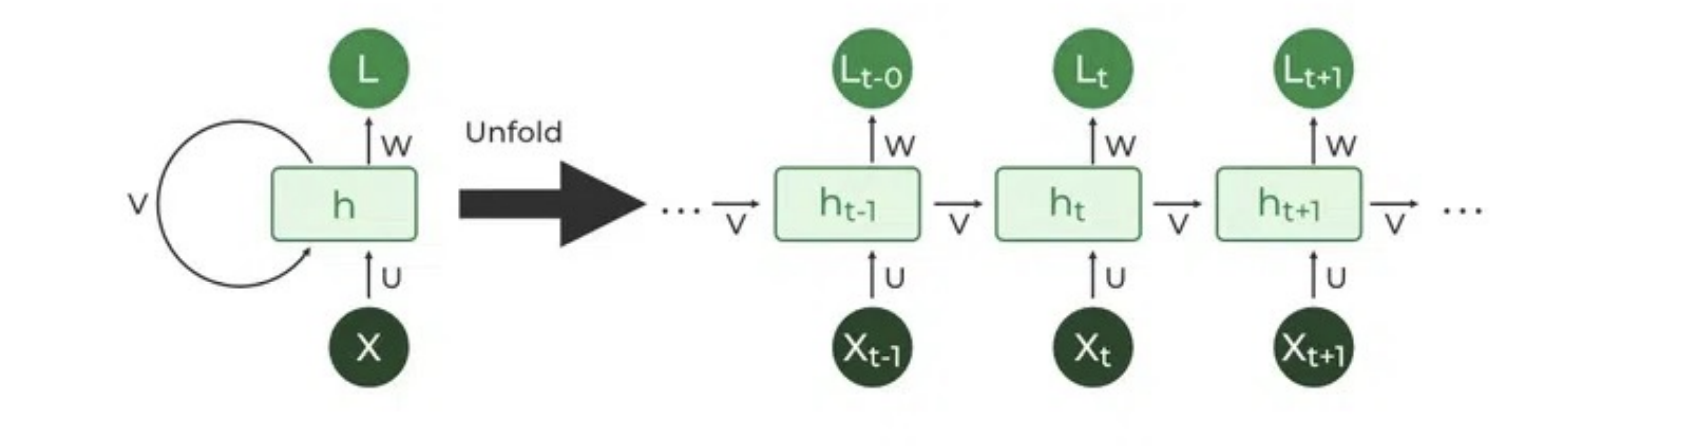 L
W
Unfold
V
h
U
X
L_{t-0} L_t L_{t+1}
W W W
... V h_{t-1} V h_t V h_{t+1} V ...
U U U
X_{t-1} X_t X_{t+1}